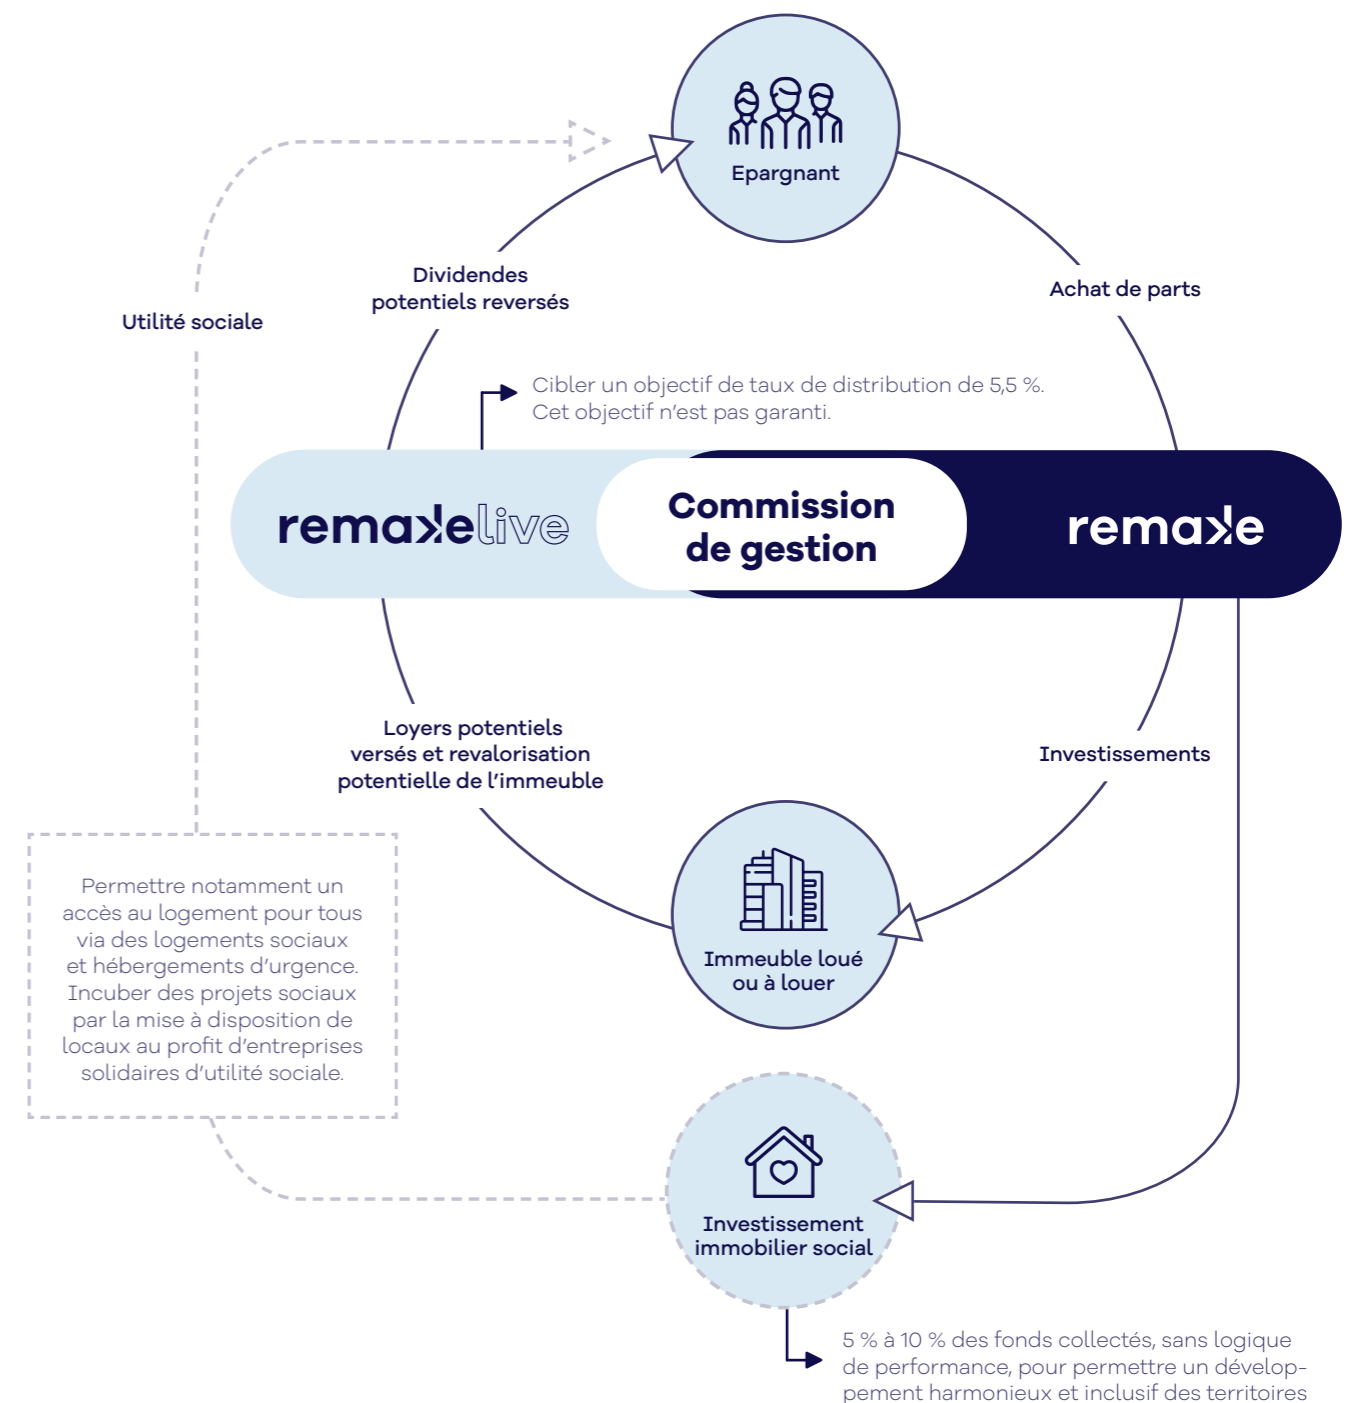 Epargnant
Dividendes
potentiels reversés
Achat de parts
Utilité sociale
Cibler un objectif de taux de distribution de 5,5 %.
Cet objectif n'est pas garanti.
remakelive
Commission
de gestion
remake
Loyers potentiels
versés et revalorisation
potentielle de l'immeuble
Investissements
Permettre notamment un
accès au logement pour tous
via des logements sociaux
et hébergements d'urgence.
Incuber des projets sociaux
par la mise à disposition de
locaux au profit d'entreprises
solidaires d'utilité sociale.
Immeuble loué
ou à louer
Investissement
immobilier social
5 % à 10 % des fonds collectés, sans logique
de performance, pour permettre un dévelop-
pement harmonieux et inclusif des territoires